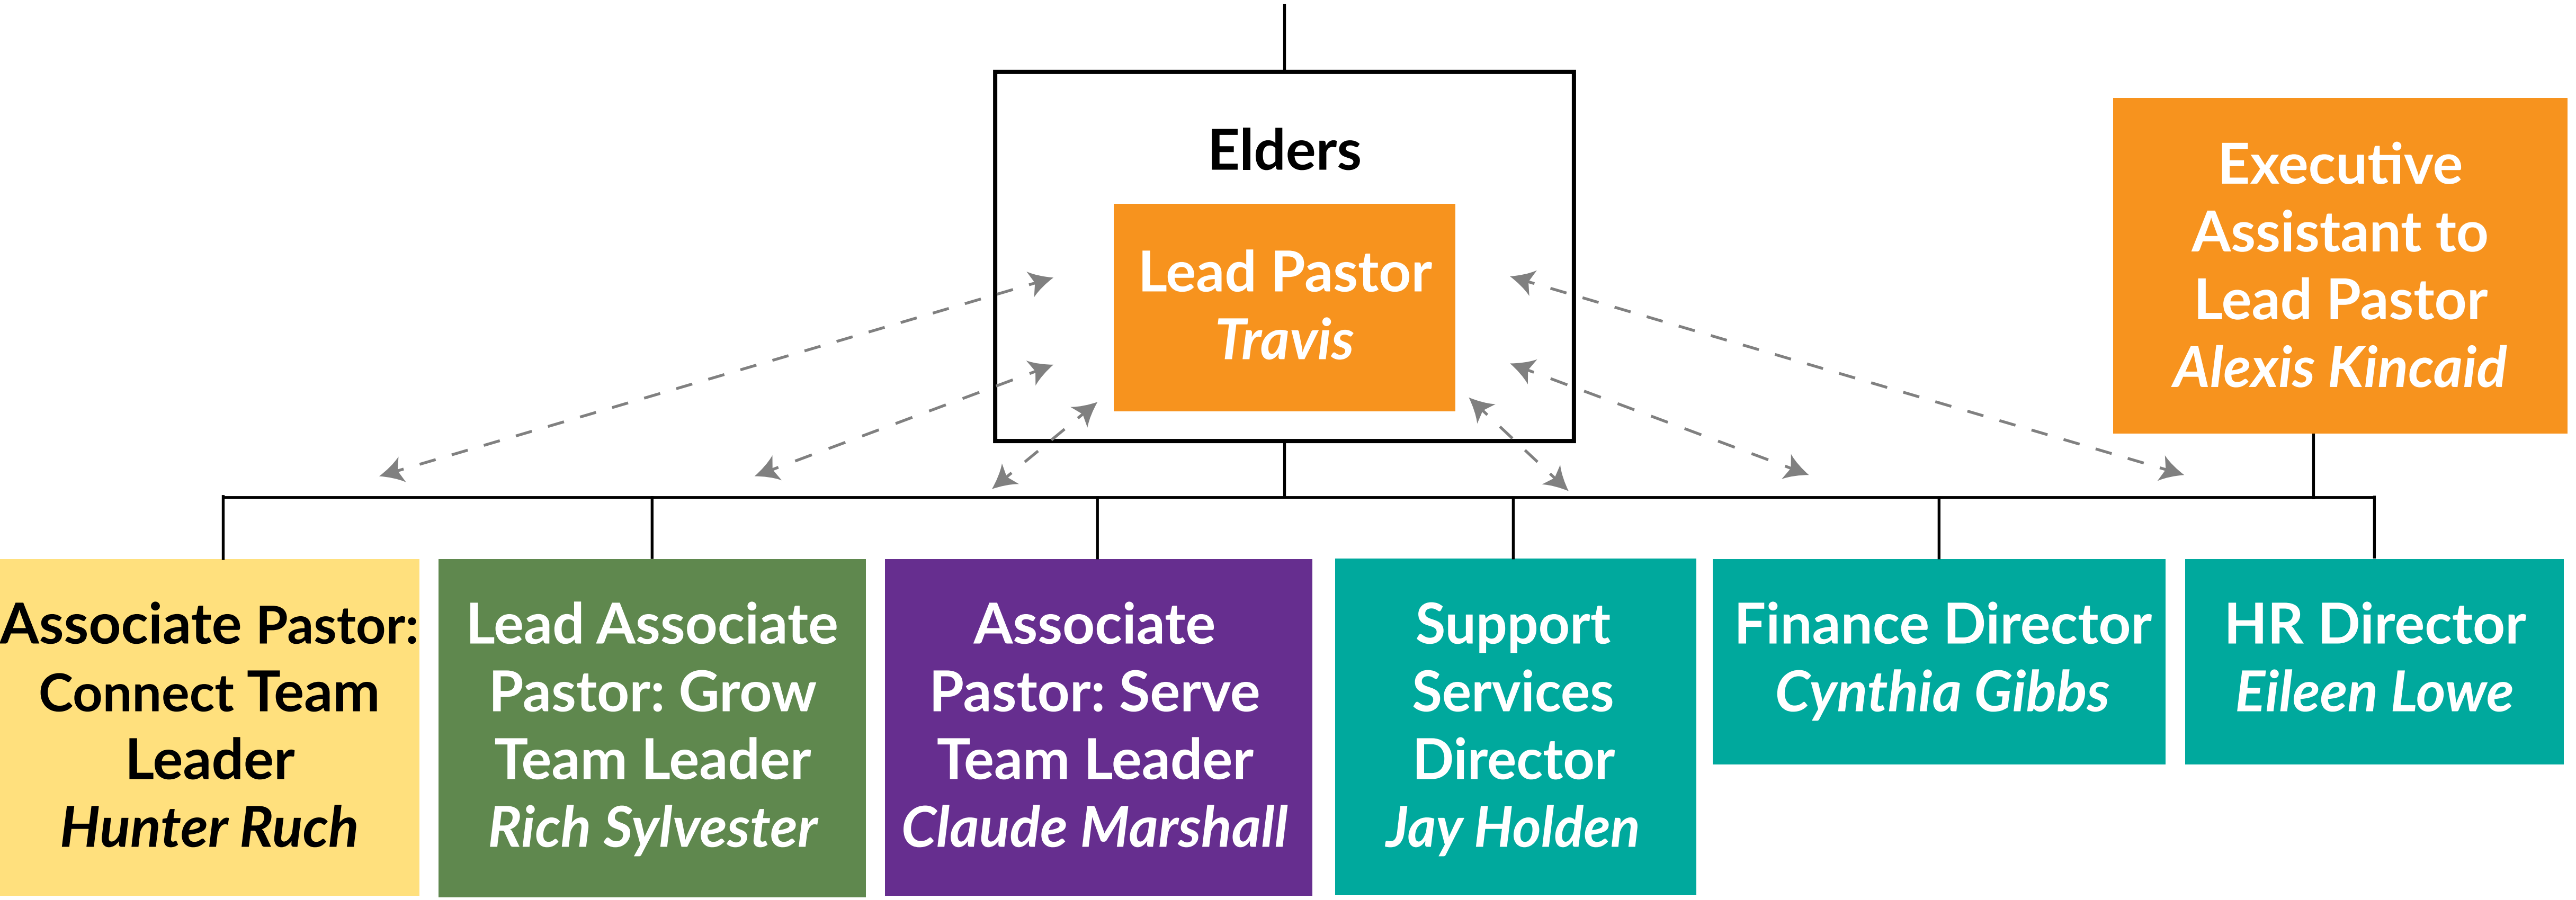 Elders
Lead Pastor
Travis
Executive
Assistant to
Lead Pastor
Alexis Kincaid
Associate Pastor:
Connect Team
Leader
Hunter Ruch
Lead Associate
Pastor: Grow
Team Leader
Rich Sylvester
Associate
Pastor: Serve
Team Leader
Claude Marshall
Support
Services
Director
Jay Holden
Finance Director
Cynthia Gibbs
HR Director
Eileen Lowe